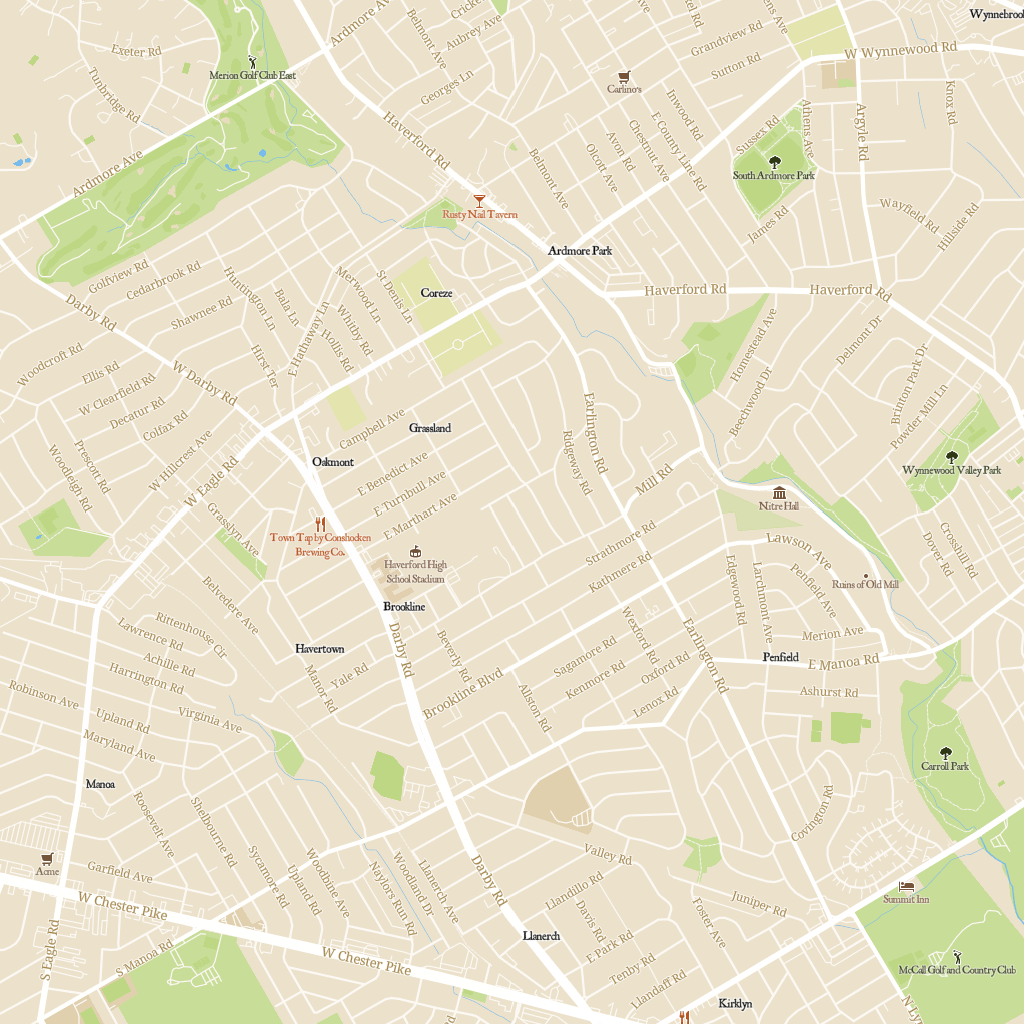 Ardmore Ave
Belmont Ave
Cricke
Aubrey Ave
Grandview Rd
el Rd
Wynnebrook
W Wynnewood Rd
Exeter Rd
Merion Golf Club East
Tunbridge Rd
Georges Ln
Carlino's
Sutton Rd
Knox Rd
Haverford Rd
Inwood Rd
E County Line Rd
Chestnut Ave
Avon Rd
Olcott Ave
Belmont Ave
Athens Ave
Argyle Rd
Sussex Rd
South Ardmore Park
Ardmore Ave
Rusty Nail Tavern
James Rd
Wayfield Rd
Hillside Rd
Ardmore Park
Golfview Rd
Cedarbrook Rd
Shawnee Rd
Huntington Ln
Bala Ln
E Hathaway Ln
Merwood Ln
St Denis Ln
Whitby Rd
Hollis Rd
Hirst Ter
Coreze
Haverford Rd
Haverford Rd
Darby Rd
W Darby Rd
Woodcroft Rd
Ellis Rd
W Clearfield Rd
Decatur Rd
Colfax Rd
Homestead Ave
Beechwood Dr
Delmont Dr
Brinton Park Dr
Powder Mill Ln
Campbell Ave
Grassland
Earlington Rd
Ridgeway Rd
Prescott Rd
Woodleigh Rd
W Hillcrest Ave
W Eagle Rd
Oakmont
E Benedict Ave
E Turnbull Ave
E Marthart Ave
Mill Rd
Wynnewood Valley Park
Nitre Hall
Grasslyn Ave
Town Tap by Conshocken
Brewing Co.
Haverford High
School Stadium
Strathmore Rd
Kathmere Rd
Lawson Ave
Edgewood Rd
Larchmont Ave
Penfield Ave
Ruins of Old Mill
Crosshill Rd
Dover Rd
Belvedere Ave
Brookline
Darby Rd
Beverly Rd
Wexford Rd
Earlington Rd
Merion Ave
Rittenhouse Cir
Lawrence Rd
Achille Rd
Harrington Rd
Havertown
Manor Rd
Yale Rd
Brookline Blvd
Allston Rd
Sagamore Rd
Kenmore Rd
Oxford Rd
Lenox Rd
Penfield
E Manoa Rd
Ashurst Rd
Robinson Ave
Upland Rd
Virginia Ave
Maryland Ave
Manoa
Carroll Park
Roosevelt Ave
Shelbourne Rd
Sycamore Rd
Upland Rd
Woodbine Ave
Naylors Run Rd
Woodland Dr
Llanerch Ave
Darby Rd
Valley Rd
Covington Rd
Acme
Garfield Ave
W Chester Pike
Llandillo Rd
Davis Rd
Foster Ave
Juniper Rd
Summit Inn
S Eagle Rd
S Manoa Rd
W Chester Pike
Llanerch
E Park Rd
Tenby Rd
Llandaff Rd
Kirklyn
McCall Golf and Country Club
N Ly